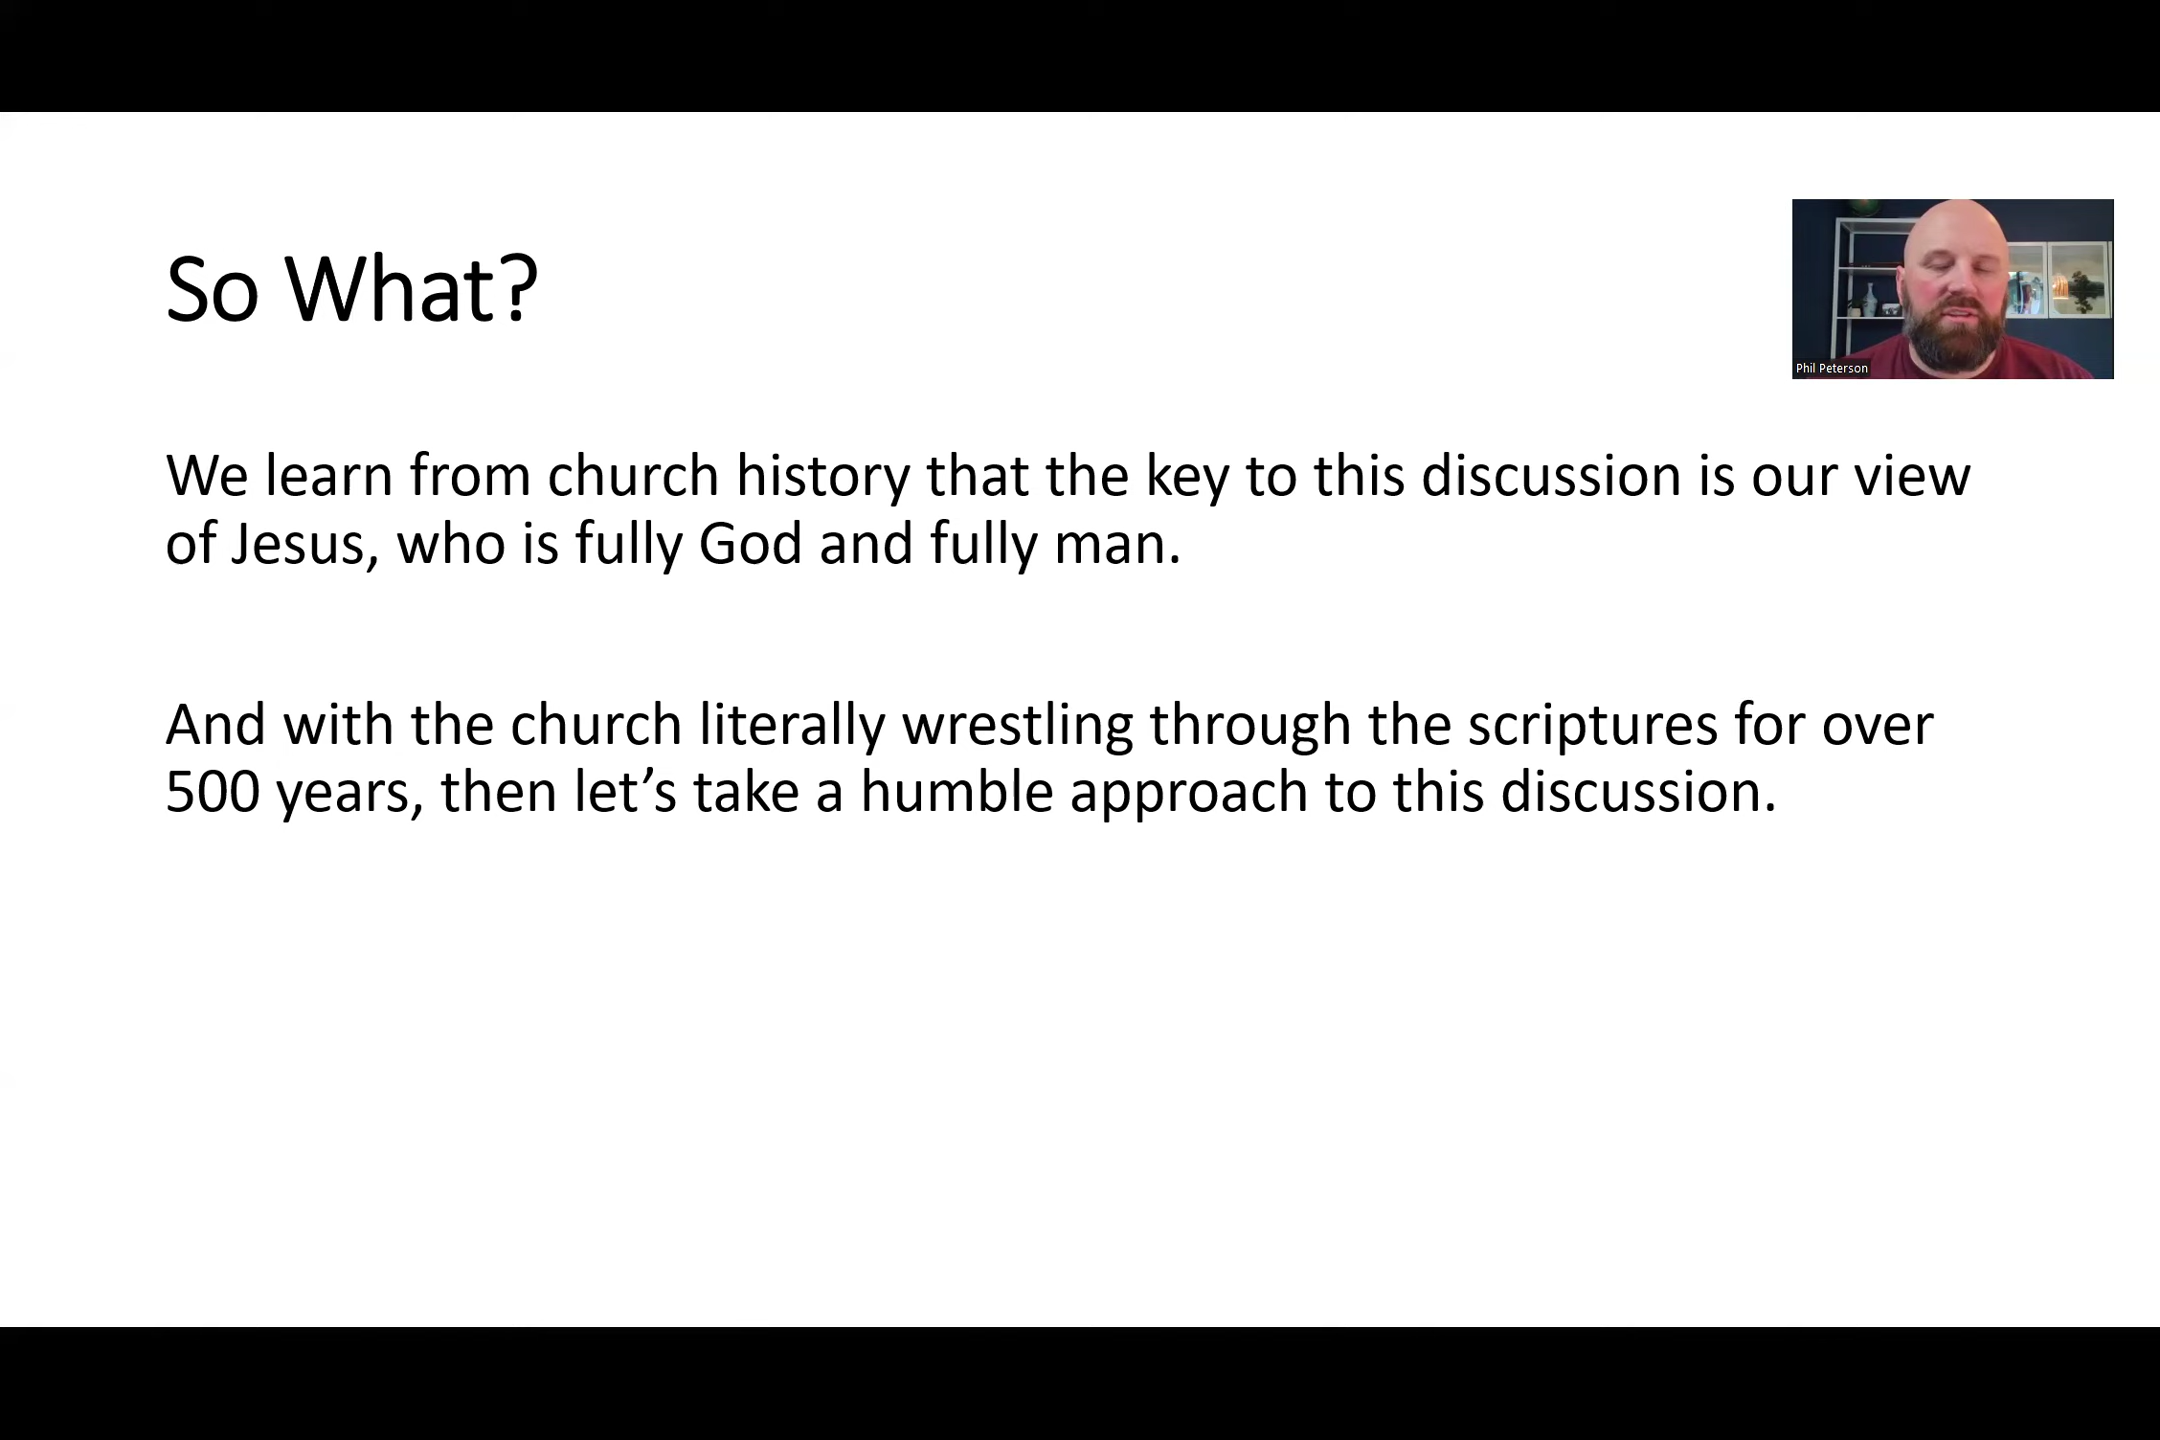 So What?
Phil Peterson
We learn from church history that the key to this discussion is our view
of Jesus, who is fully God and fully man.
And with the church literally wrestling through the scriptures for over
500 years, then let’s take a humble approach to this discussion.